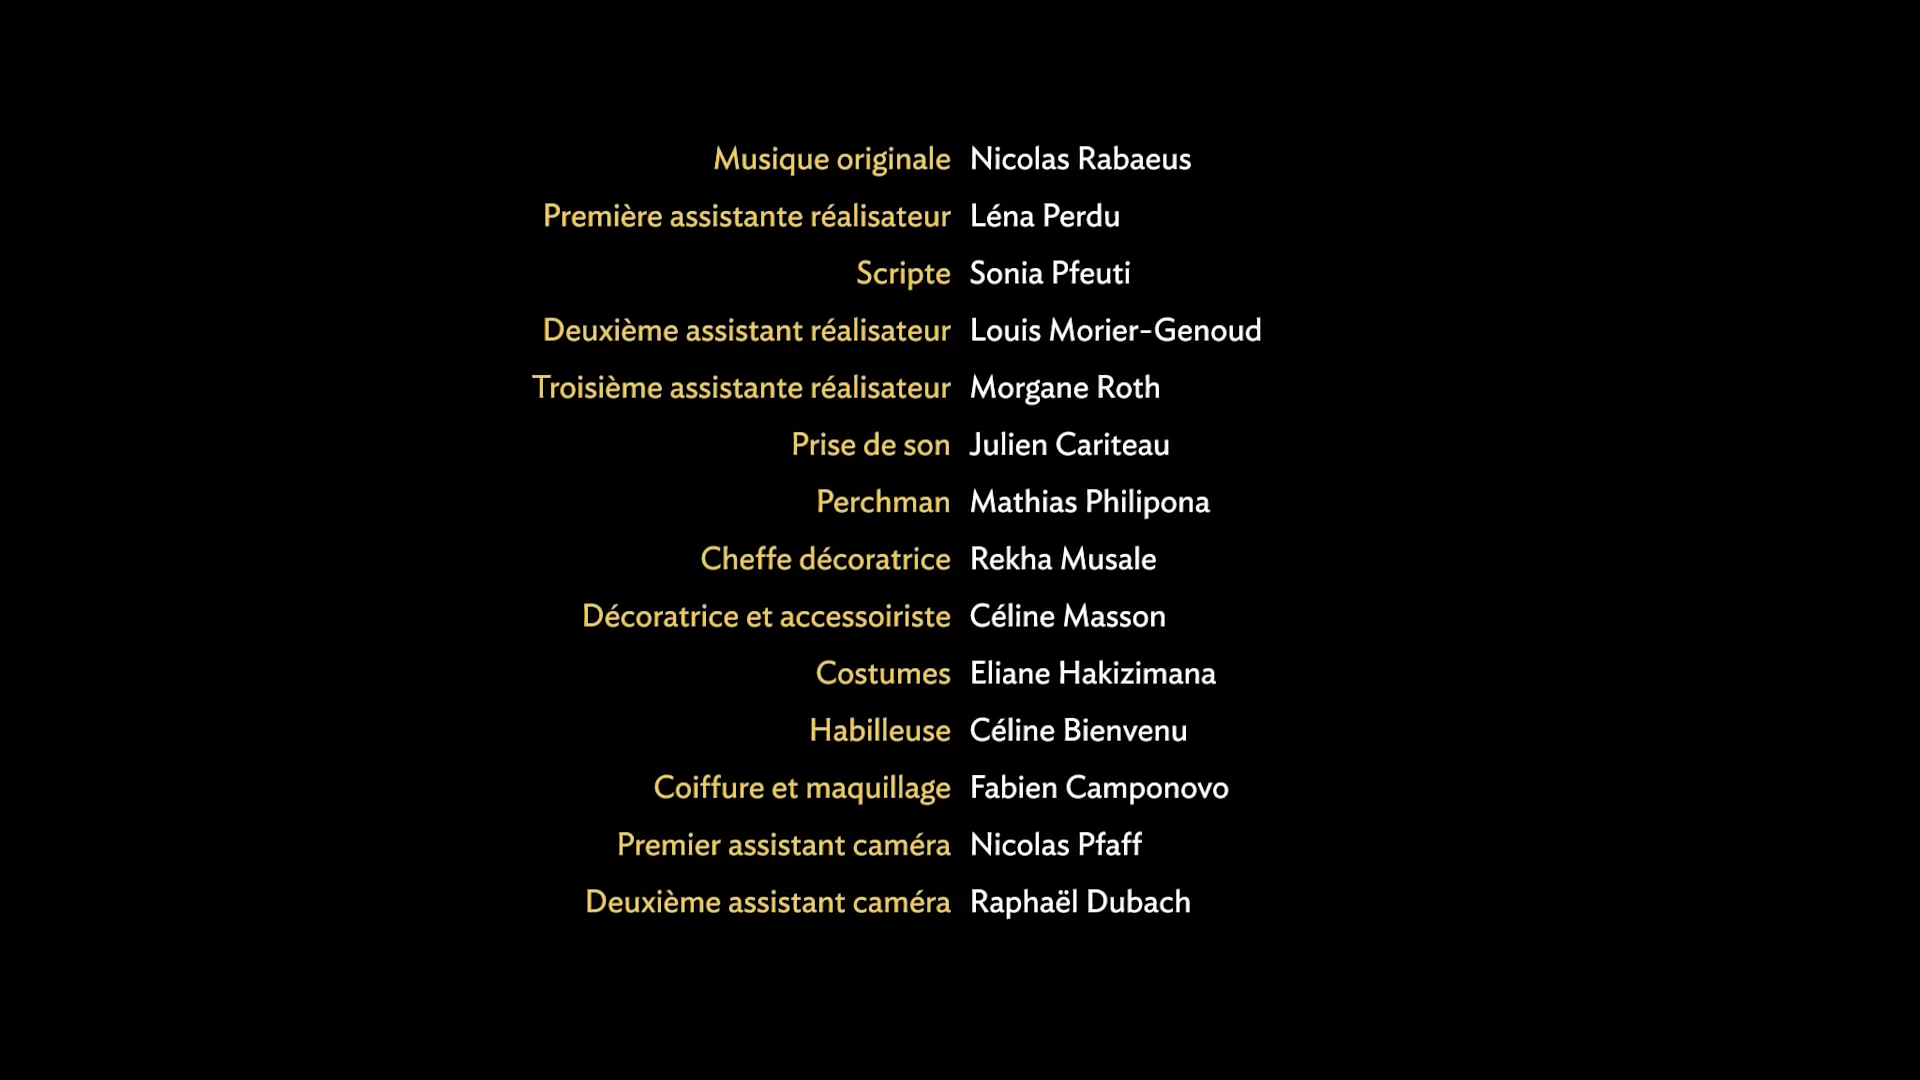 Musique originale Nicolas Rabaeus
Première assistante réalisateur Léna Perdu
Scripte Sonia Pfeuti
Deuxième assistant réalisateur Louis Morier-Genoud
Troisième assistante réalisateur Morgane Roth
Prise de son Julien Cariteau
Perchman Mathias Philipona
Cheffe décoratrice Rekha Musale
Décoratrice et accessoiriste Céline Masson
Costumes Eliane Hakizimana
Habilleuse Céline Bienvenu
Coiffure et maquillage Fabien Camponovo
Premier assistant caméra Nicolas Pfaff
Deuxième assistant caméra Raphaël Dubach